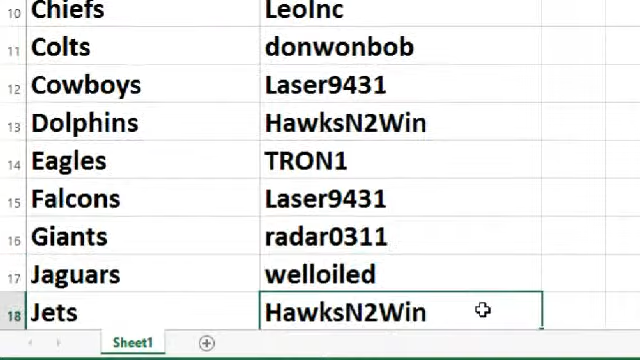 10 Chiefs LeoInc
11 Colts donwonbob
12 Cowboys Laser9431
13 Dolphins HawksN2Win
14 Eagles TRON1
15 Falcons Laser9431
16 Giants radar0311
17 Jaguars welloiled
18 Jets HawksN2Win
Sheet1